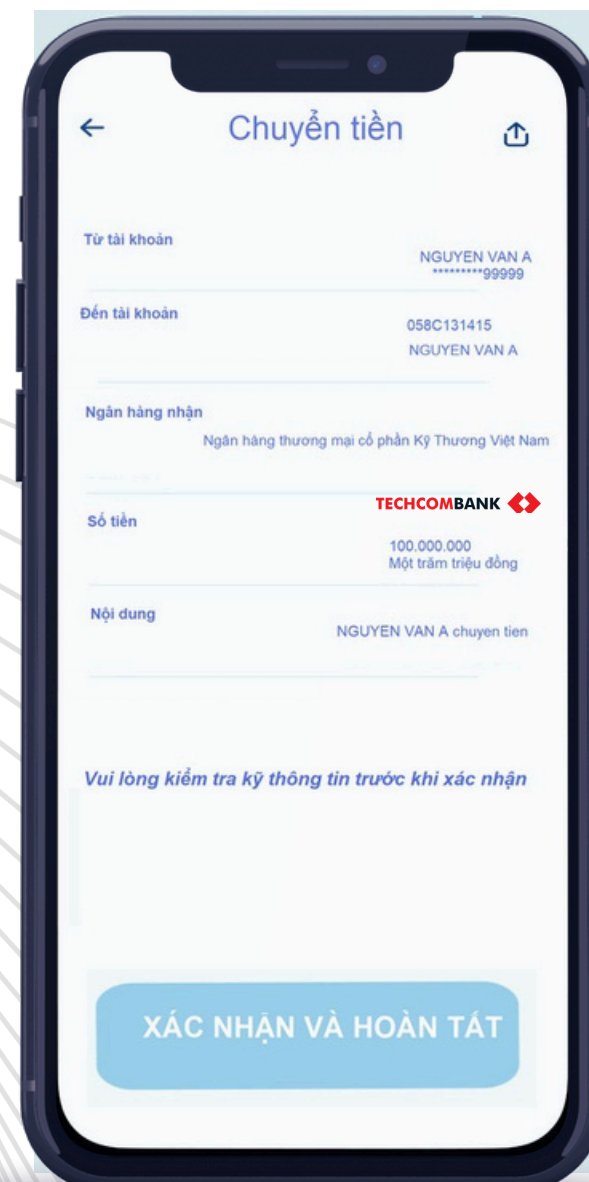 Chuyển tiền
Từ tài khoản
NGUYEN VAN A
*********99999
Đến tài khoản
058C131415
NGUYEN VAN A
Ngân hàng nhận
Ngân hàng thương mại cổ phần Kỹ Thương Việt Nam
TECHCOMBANK
Số tiền
100.000.000
Một trăm triệu đồng
Nội dung
NGUYEN VAN A chuyen tien
Vui lòng kiểm tra kỹ thông tin trước khi xác nhận
XÁC NHẬN VÀ HOÀN TẤT